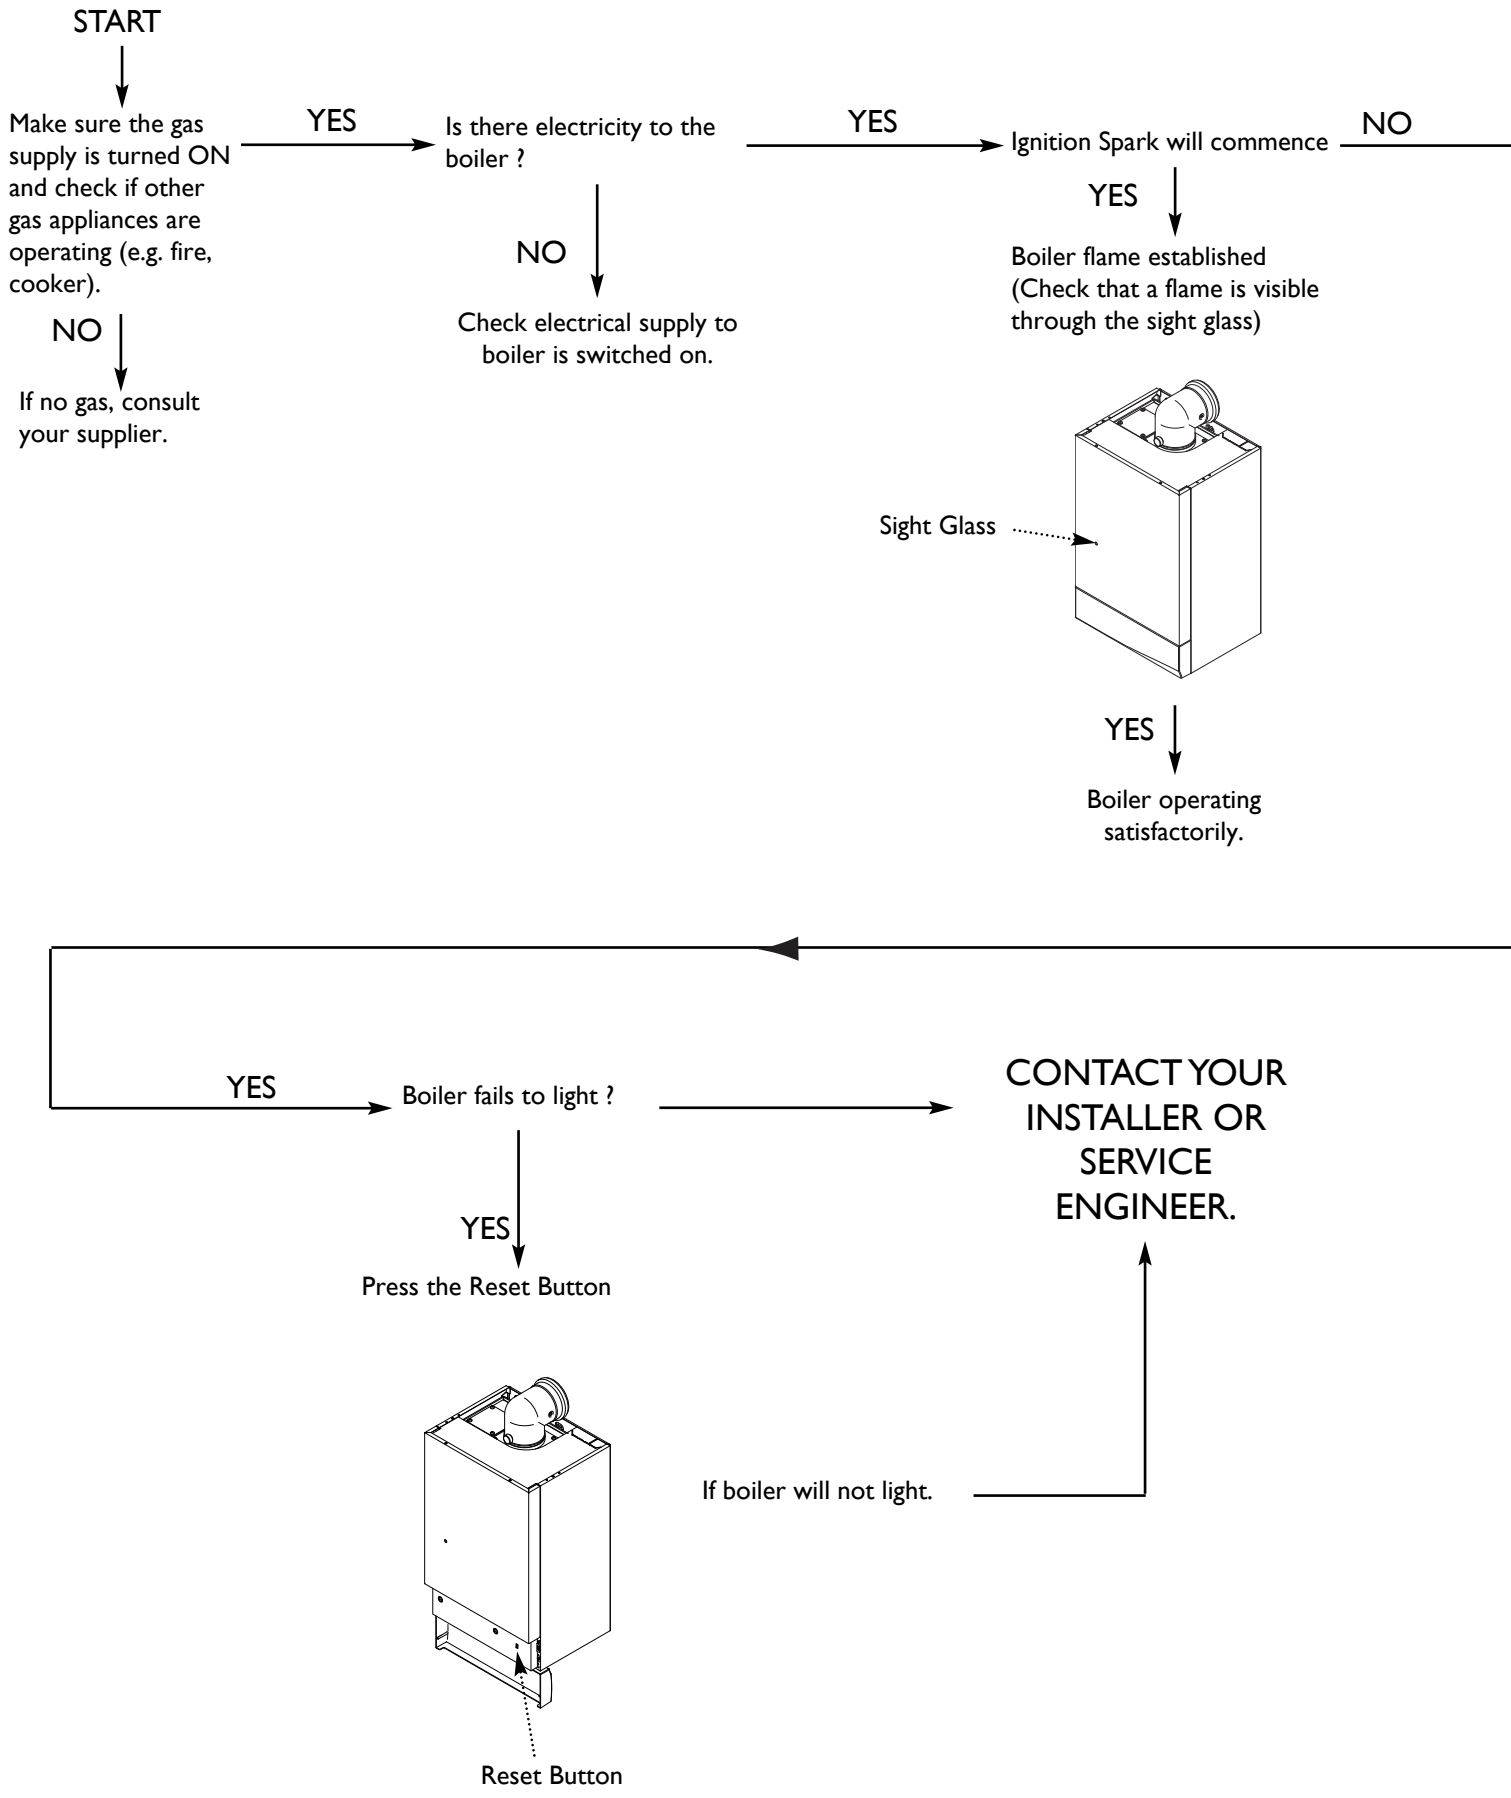 START
Make sure the gas
supply is turned ON
and check if other
gas appliances are
operating (e.g. fire,
cooker).
YES
NO
If no gas, consult
your supplier.
Is there electricity to the
boiler ?
YES
NO
Check electrical supply to
boiler is switched on.
Ignition Spark will commence
NO
YES
Boiler flame established
(Check that a flame is visible
through the sight glass)
Sight Glass
YES
Boiler operating
satisfactorily.
YES
Boiler fails to light ?
YES
Press the Reset Button
Reset Button
If boiler will not light.
CONTACT YOUR
INSTALLER OR
SERVICE
ENGINEER.